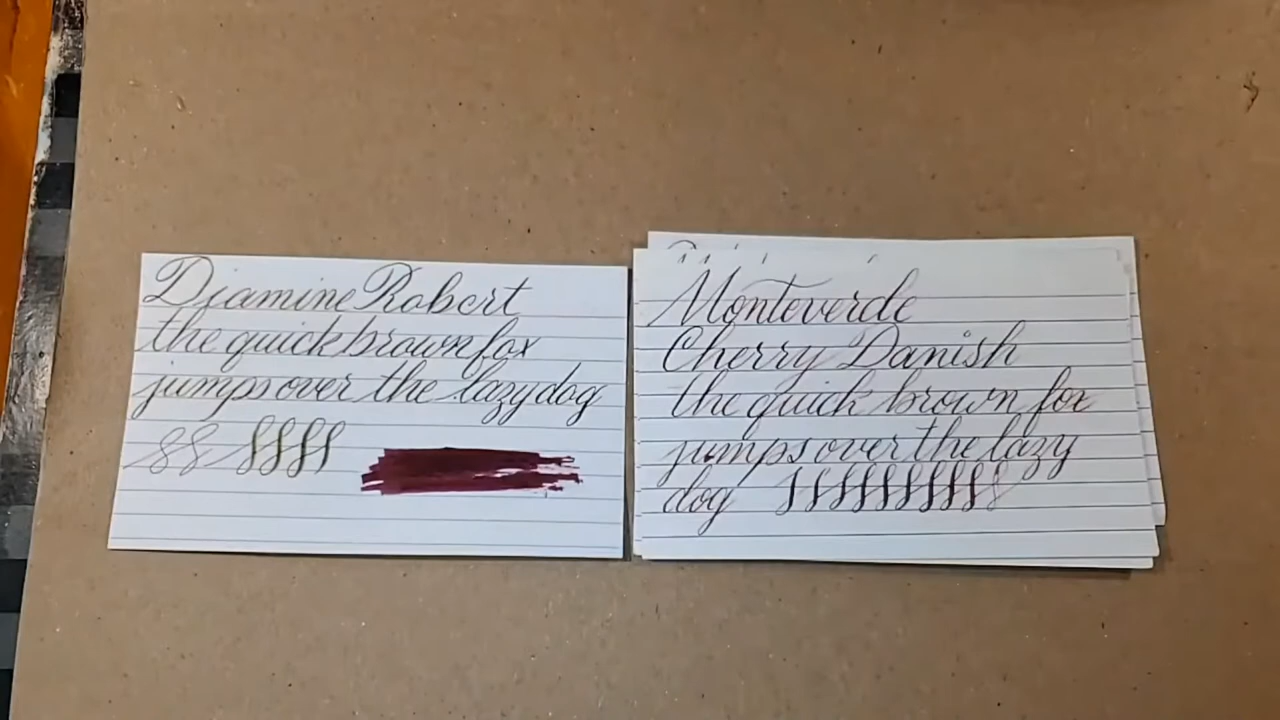 Diamine Robert
the quick brown fox
jumps over the lazy dog
Monteverde
Cherry Danish
the quick brown fox
jumps over the lazy
dog